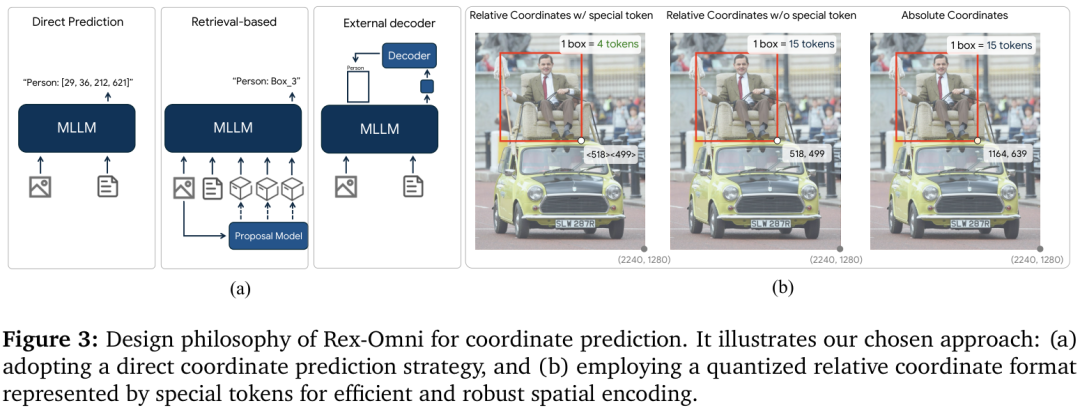 Direct Prediction
"Person: [29, 36, 212, 621]"
MLLM
Retrieval-based
"Person: Box_3"
MLLM
Proposal Model
External decoder
Person
Decoder
MLLM
(a)
Relative Coordinates w/ special token
1 box = 4 tokens
<518><499>
SLW 287R
(2240, 1280)
Relative Coordinates w/o special token
1 box = 15 tokens
518, 499
SLW 287R
(2240, 1280)
Absolute Coordinates
1 box = 15 tokens
1164, 639
SLW 287R
(2240, 1280)
(b)
Figure 3: Design philosophy of Rex-Omni for coordinate prediction. It illustrates our chosen approach: (a)
adopting a direct coordinate prediction strategy, and (b) employing a quantized relative coordinate format
represented by special tokens for efficient and robust spatial encoding.